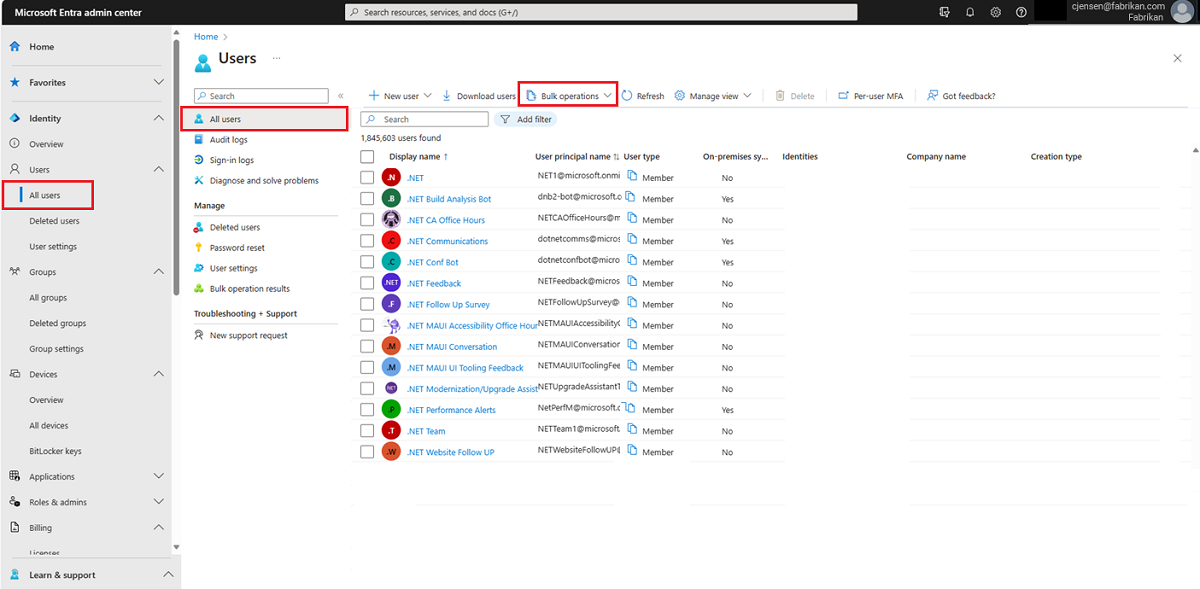 Microsoft Entra admin center
Search resources, services, and docs (G+/)
cjensen@fabrikan.com
Fabrikan
Home
Favorites
Identity
Overview
Users
All users
Deleted users
User settings
Groups
All groups
Deleted groups
Group settings
Devices
Overview
All devices
BitLocker keys
Applications
Roles & admins
Billing
Licenses
Learn & support
Home
Users
...
Search
All users
Audit logs
Sign-in logs
Diagnose and solve problems
Manage
Deleted users
Password reset
User settings
Bulk operation results
Troubleshooting + Support
New support request
New user Download users Bulk operations Refresh Manage view Delete Per-user MFA Got feedback?
Search Add filter
1,845,603 users found
Display name ↑ User principal name ↑↓ User type On-premises sy... Identities Company name Creation type
.N .NET NET1@microsoft.onmi Member No
.B .NET Build Analysis Bot dnb2-bot@microsoft.o Member Yes
.NET CA Office Hours NETCAOfficeHours@m Member No
.C .NET Communications dotnetcomms@micros Member Yes
.C .NET Conf Bot dotnetconfbot@micros Member Yes
.NET .NET Feedback NETFeedback@micros Member No
.F .NET Follow Up Survey NETFollowUpSurvey@ Member No
.NET MAUI Accessibility Office Hour NETMAUIAccessibility Member No
.M .NET MAUI Conversation NETMAUIConversation Member No
.M .NET MAUI UI Tooling Feedback NETMAUIUIToolingFee Member No
NET .NET Modernization/Upgrade Assist NETUpgradeAssistant1 Member No
.P .NET Performance Alerts NetPerfM@microsoft.c Member Yes
.T .NET Team NETTeam1@microsoft. Member No
.W .NET Website Follow UP NETWebsiteFollowUP Member No